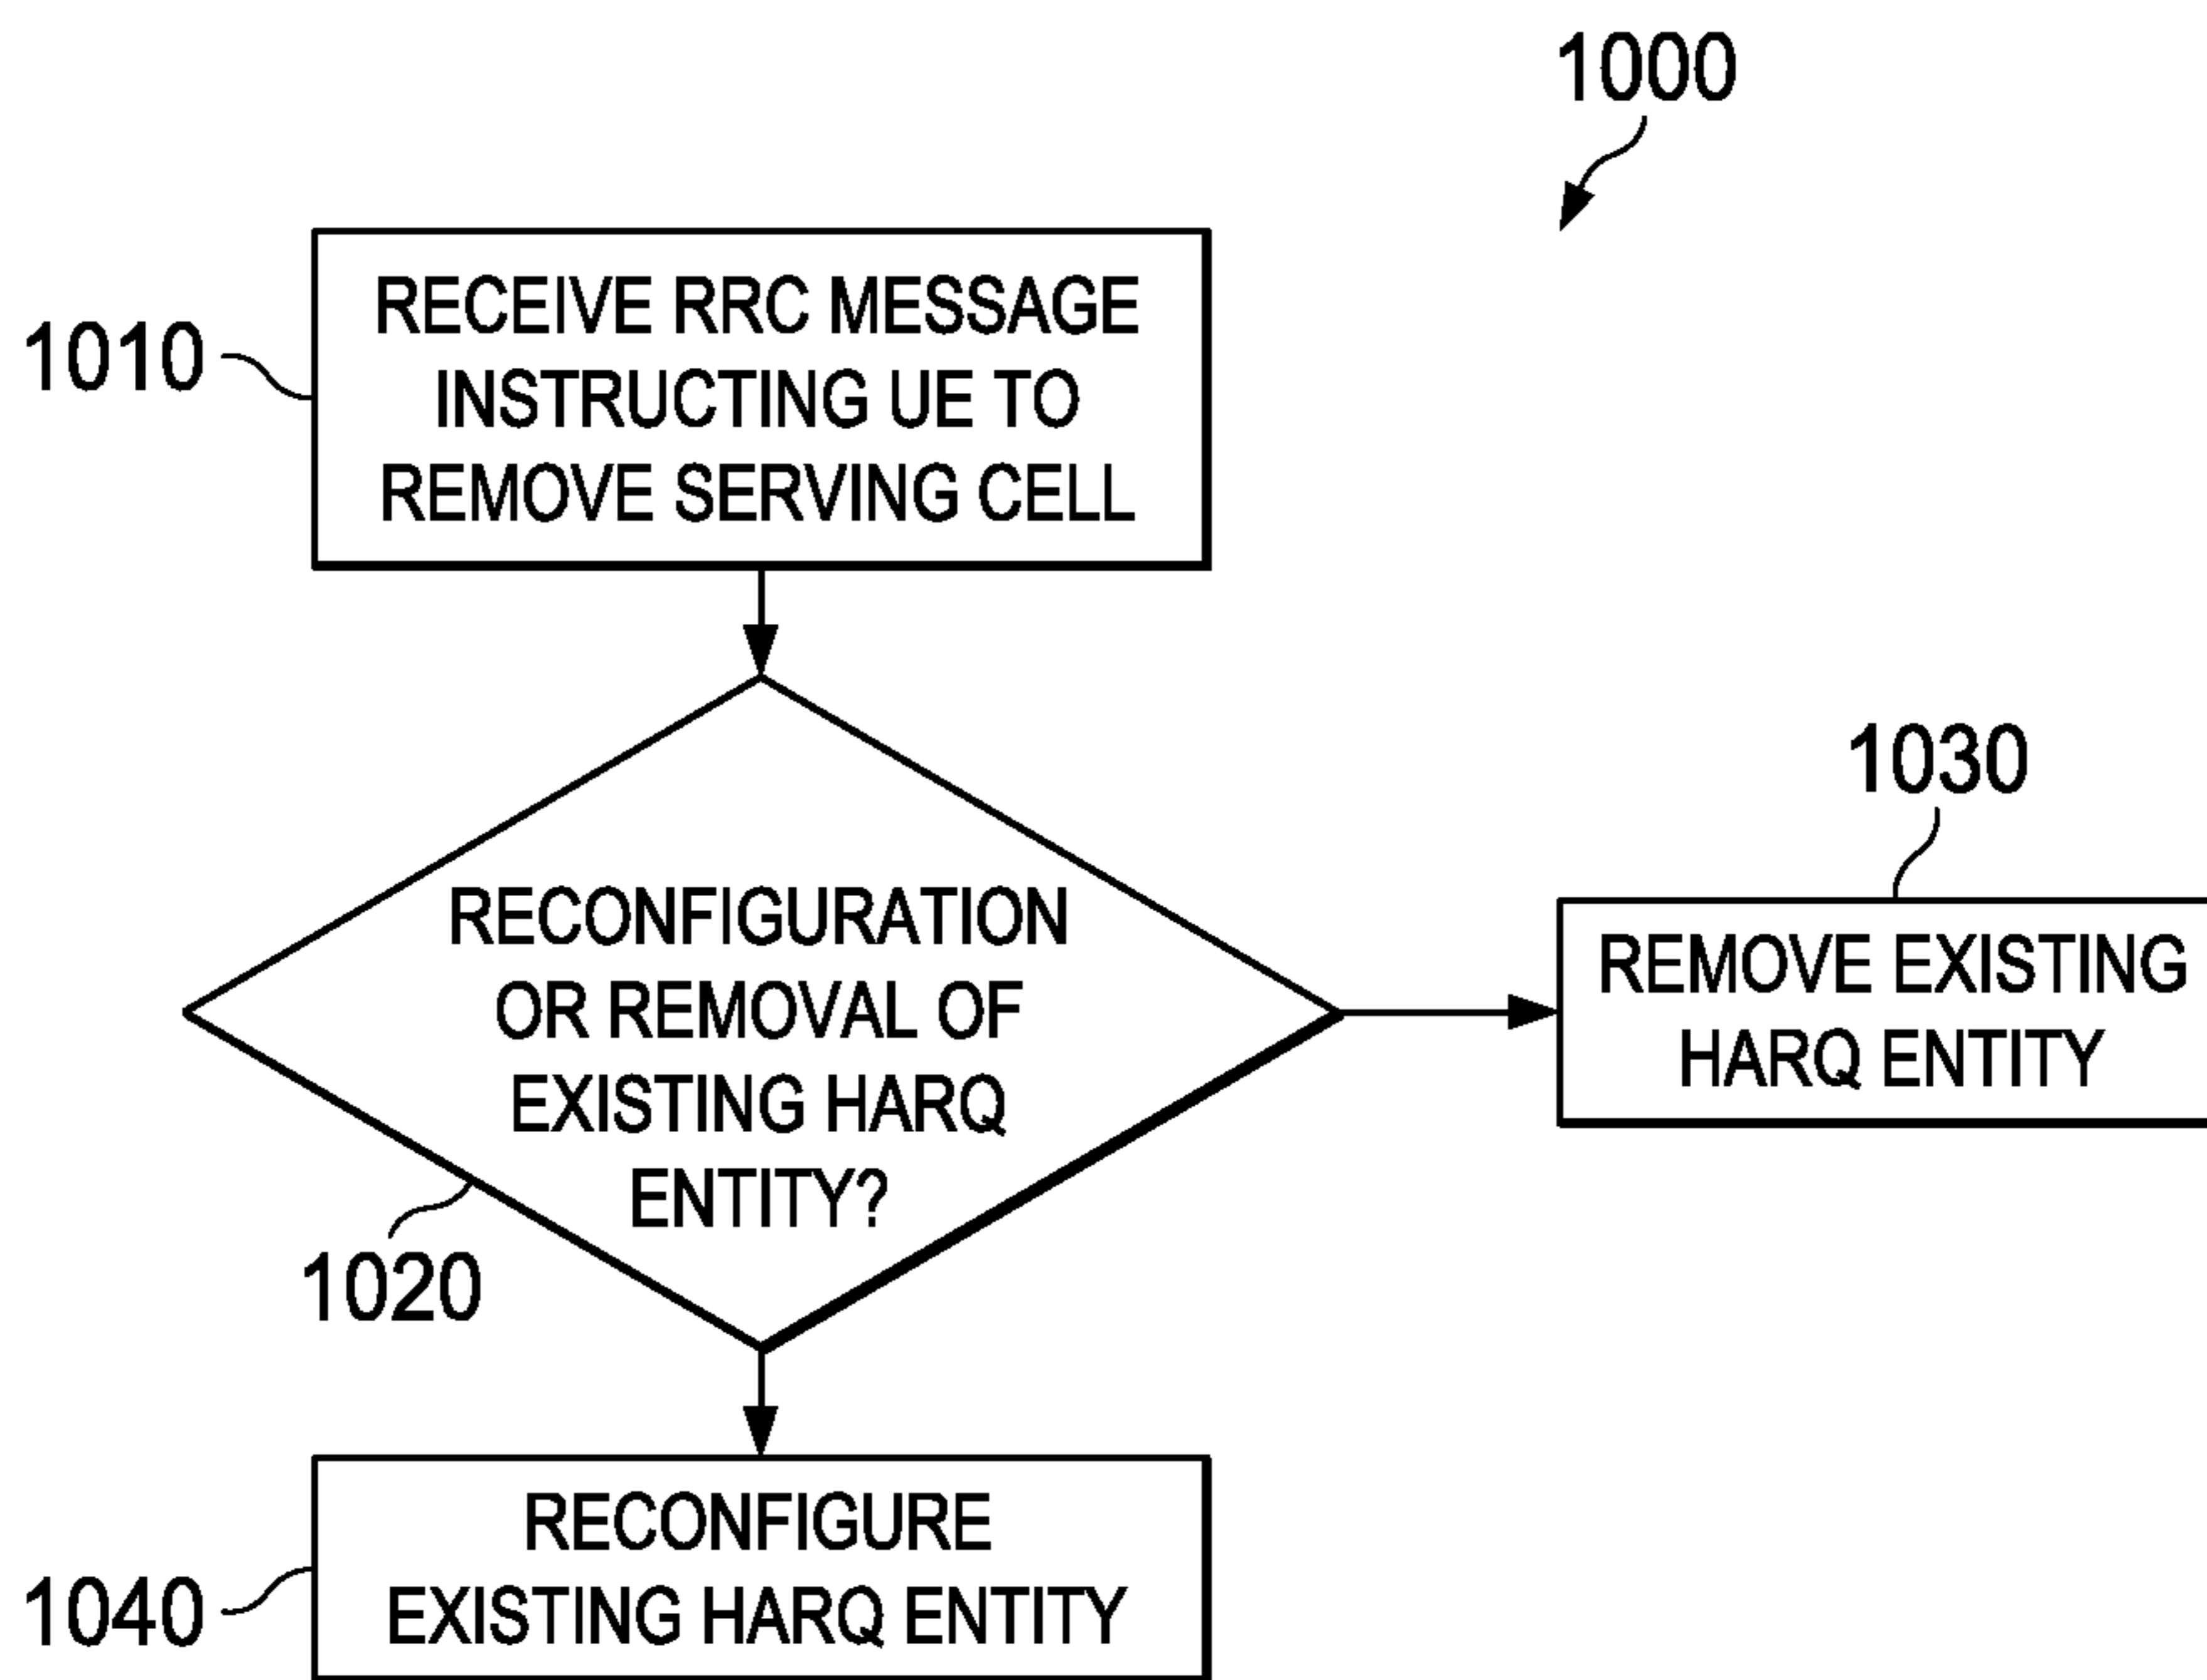 1000
1010
RECEIVE RRC MESSAGE
INSTRUCTING UE TO
REMOVE SERVING CELL
RECONFIGURATION
OR REMOVAL OF
EXISTING HARQ
ENTITY?
1020
1030
REMOVE EXISTING
HARQ ENTITY
RECONFIGURE
EXISTING HARQ ENTITY
1040